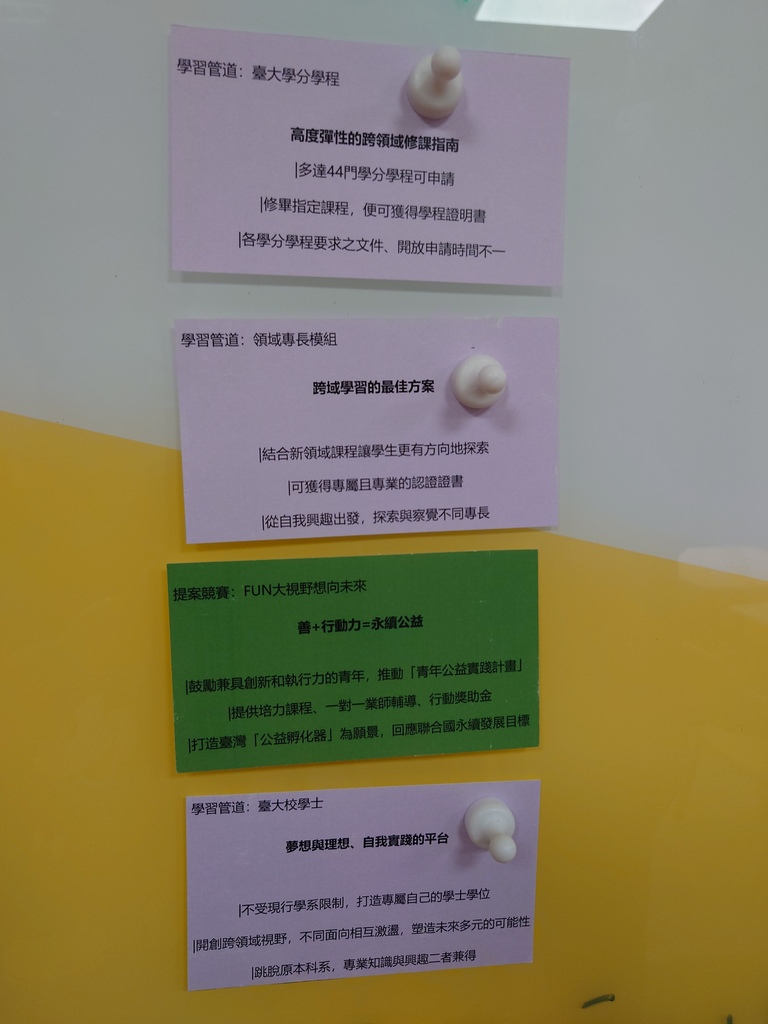 學習管道：臺大學分學程
高度彈性的跨領域修課指南
|多達44門學分學程可申請
|修畢指定課程，便可獲得學程證明書
|各學分學程要求之文件、開放申請時間不一
學習管道：領域專長模組
跨域學習的最佳方案
|結合新領域課程讓學生更有方向地探索
|可獲得專屬且專業的認證證書
|從自我興趣出發，探索與察覺不同專長
提案競賽：FUN大視野想向未來
善+行動力=永續公益
|鼓勵兼具創新和執行力的青年，推動「青年公益實踐計畫」
|提供培力課程、一對一業師輔導、行動獎助金
|打造臺灣「公益孵化器」為願景，回應聯合國永續發展目標
學習管道：臺大校學士
夢想與理想、自我實踐的平台
|不受現行學系限制，打造專屬自己的學士學位
|開創跨領域視野，不同面向相互激盪，塑造未來多元的可能性
|跳脫原本科系，專業知識與興趣二者兼得